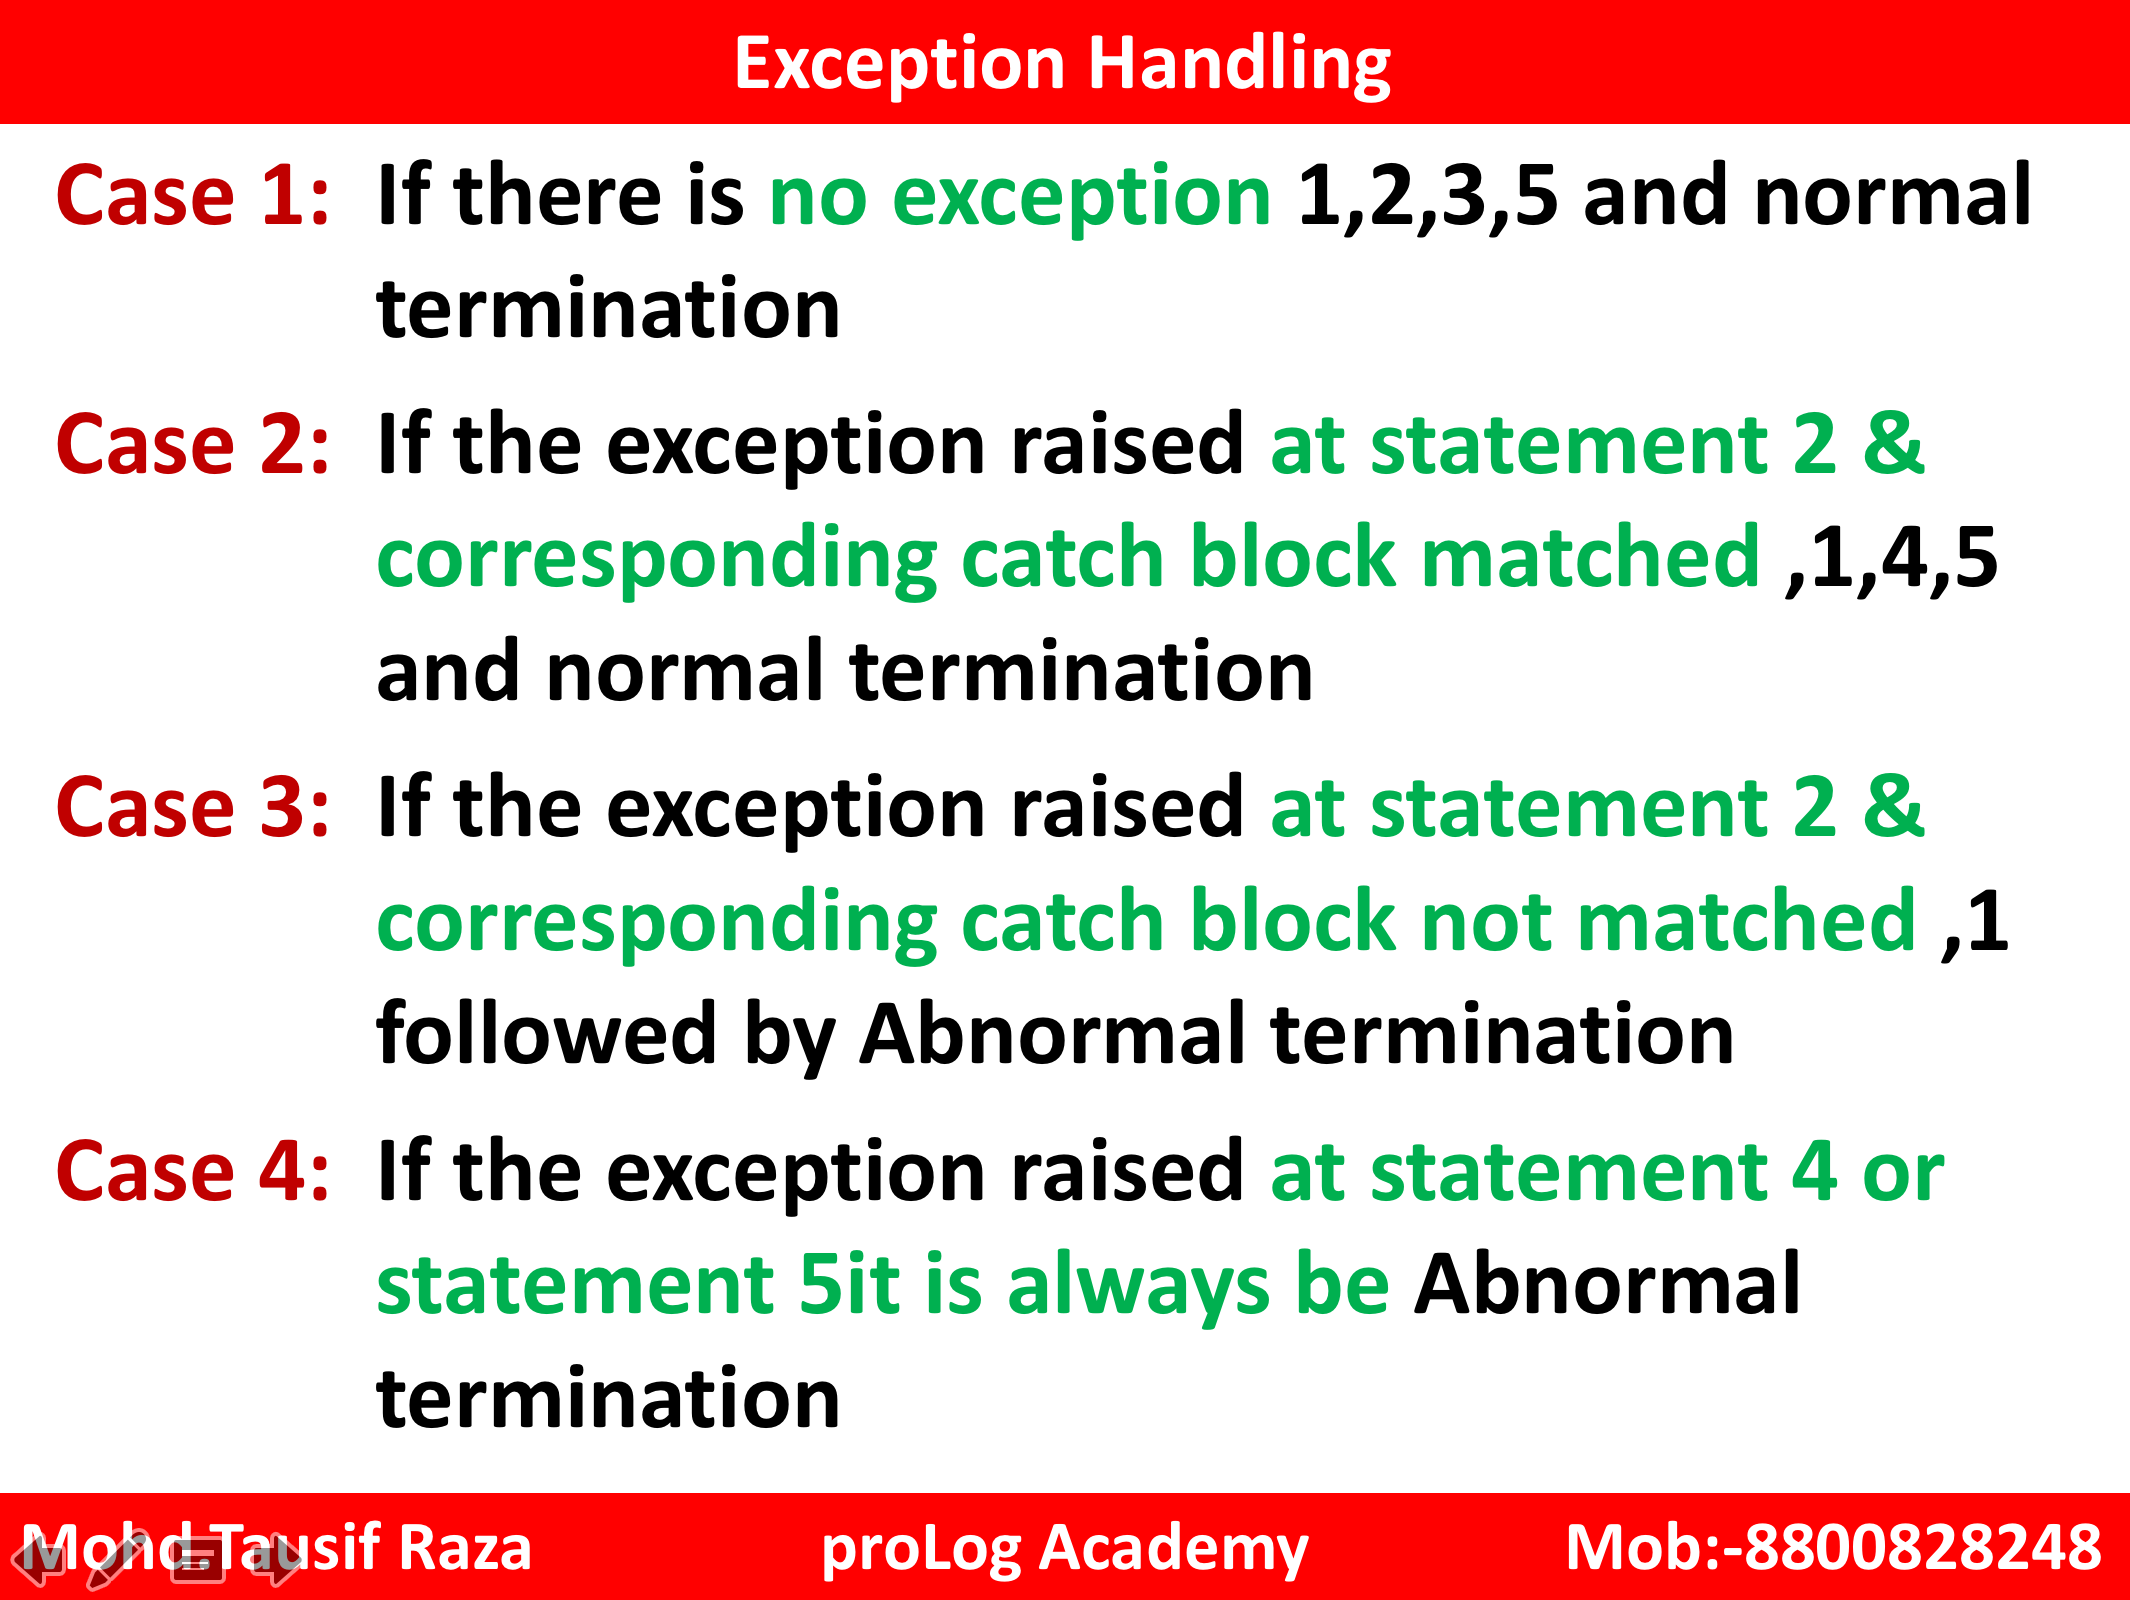 Exception Handling
Case 1: If there is no exception 1,2,3,5 and normal
termination
Case 2: If the exception raised at statement 2 &
corresponding catch block matched ,1,4,5
and normal termination
Case 3: If the exception raised at statement 2 &
corresponding catch block not matched ,1
followed by Abnormal termination
Case 4: If the exception raised at statement 4 or
statement 5it is always be Abnormal
termination
Mohd Tausif Raza proLog Academy Mob:-8800828248